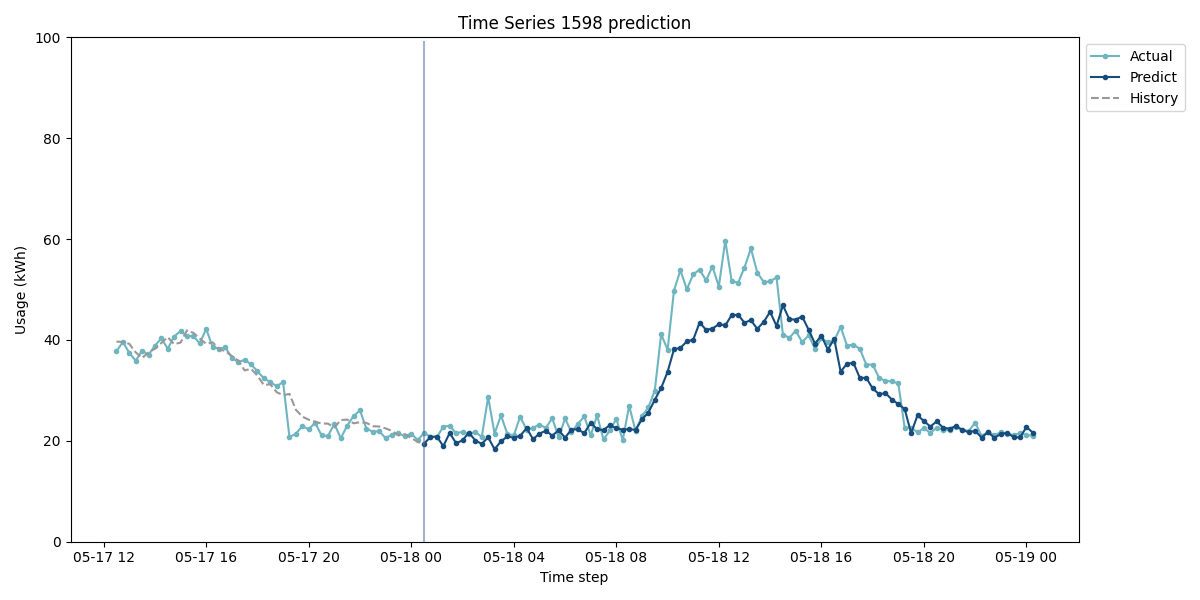 Time Series 1598 prediction
100
80
60
40
20
0
Usage (kWh)
05-17 12
05-17 16
05-17 20
05-18 00
05-18 04
05-18 08
05-18 12
05-18 16
05-18 20
05-19 00
Time step
Actual
Predict
History